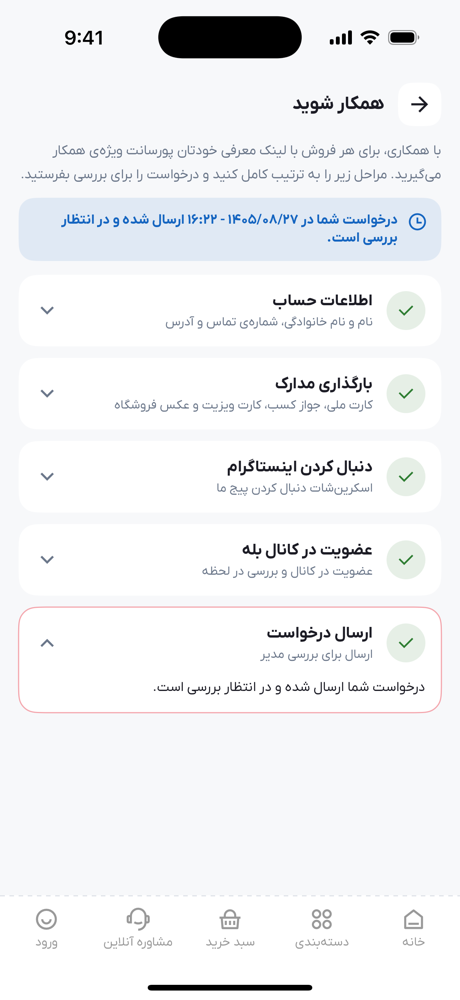 9:41
همکار شوید
با همکاری، برای هر فروش با لینک معرفی خودتان پورسانت ویژه‌ی همکار
می‌گیرید. مراحل زیر را به ترتیب کامل کنید و درخواست را برای بررسی بفرستید.
درخواست شما در ۱۴۰۵/۰۸/۲۷ - ۱۶:۲۲ ارسال شده و در انتظار
بررسی است.
اطلاعات حساب
نام و نام خانوادگی، شماره‌ی تماس و آدرس
بارگذاری مدارک
کارت ملی، جواز کسب، کارت ویزیت و عکس فروشگاه
دنبال کردن اینستاگرام
اسکرین‌شات دنبال کردن پیج ما
عضویت در کانال بله
عضویت در کانال و بررسی در لحظه
ارسال درخواست
ارسال برای بررسی مدیر
درخواست شما ارسال شده و در انتظار بررسی است.
خانه
دسته‌بندی
سبد خرید
مشاوره آنلاین
ورود